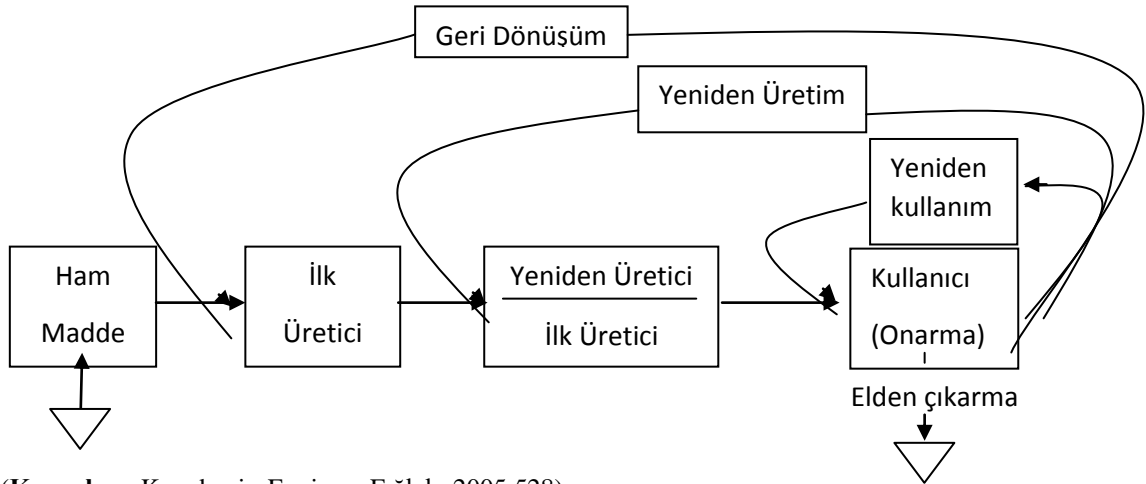 Geri Dönüşüm
Yeniden Üretim
Yeniden
kullanım
Ham
Madde
İlk
Üretici
Yeniden Üretici
İlk Üretici
Kullanıcı
(Onarma)
Elden çıkarma